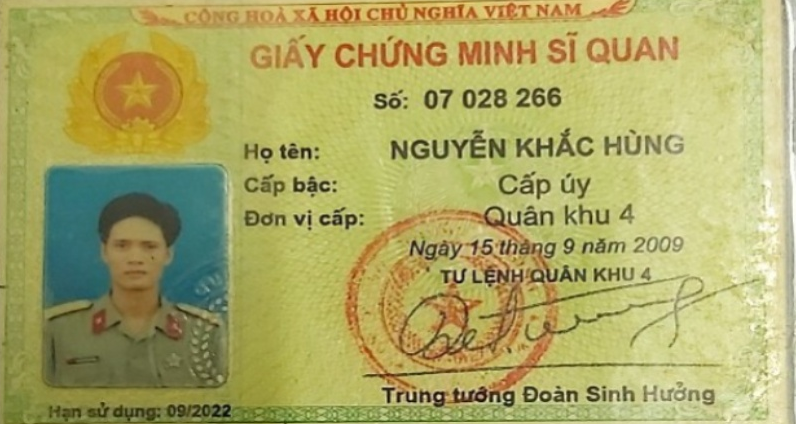 CỘNG HOÀ XÃ HỘI CHỦ NGHĨA VIỆT NAM
GIẤY CHỨNG MINH SĨ QUAN
Số: 07 028 266
Họ tên: NGUYỄN KHẮC HÙNG
Cấp bậc: Cấp úy
Đơn vị cấp: Quân khu 4
Ngày 15 tháng 9 năm 2009
TƯ LỆNH QUÂN KHU 4
Trung tướng Đoàn Sinh Hưởng
Hạn sử dụng: 09/2022